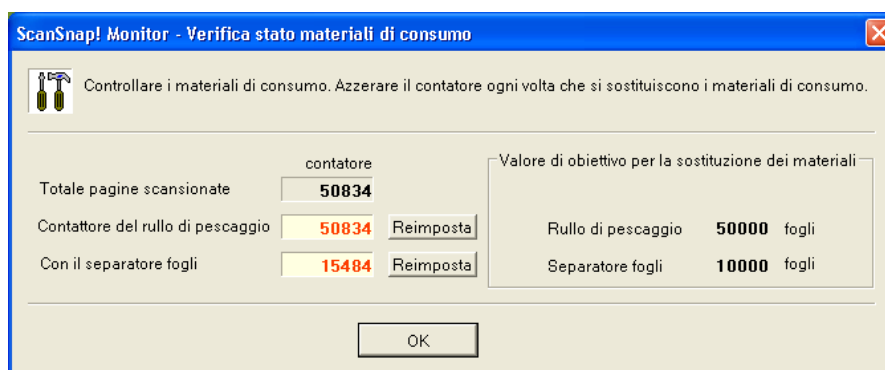 ScanSnap! Monitor - Verifica stato materiali di consumo
Controllare i materiali di consumo. Azzerare il contatore ogni volta che si sostituiscono i materiali di consumo.
contatore
Totale pagine scansionate 50834
Contattore del rullo di pescaggio 50834 Reimposta
Con il separatore fogli 15484 Reimposta
Valore di obiettivo per la sostituzione dei materiali
Rullo di pescaggio 50000 fogli
Separatore fogli 10000 fogli
OK